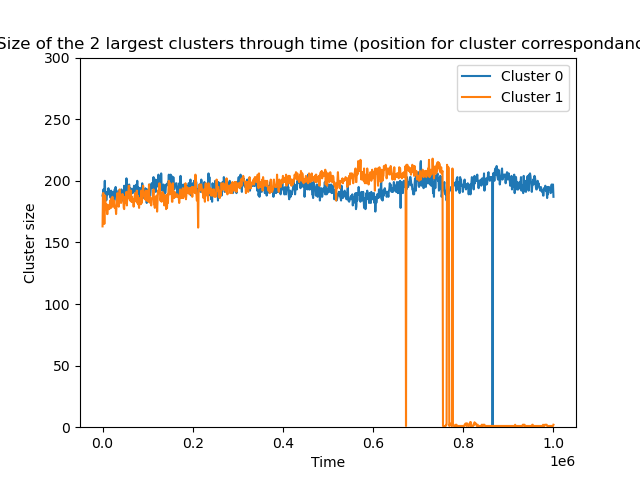 Size of the 2 largest clusters through time (position for cluster correspondanc
Cluster 0
Cluster 1
300
250
200
150
100
50
0
Cluster size
0.0
0.2
0.4
0.6
0.8
1.0
1e6
Time